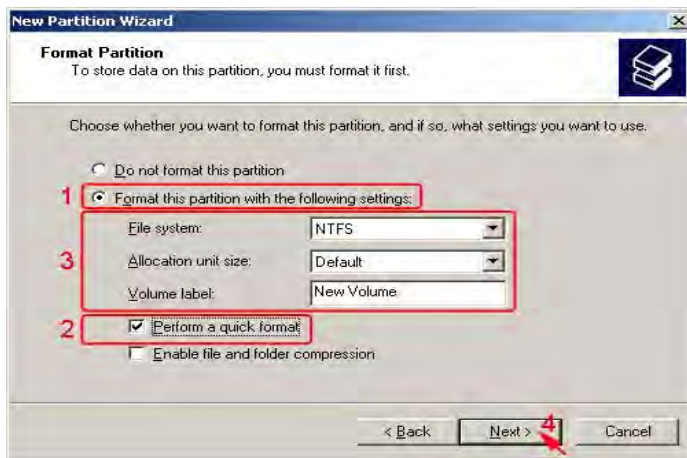 New Partition Wizard
Format Partition
To store data on this partition, you must format it first.
Choose whether you want to format this partition, and if so, what settings you want to use.
Do not format this partition
1 Format this partition with the following settings:
File system: NTFS
3 Allocation unit size: Default
Volume label: New Volume
2 Perform a quick format
Enable file and folder compression
< Back Next > 4 Cancel